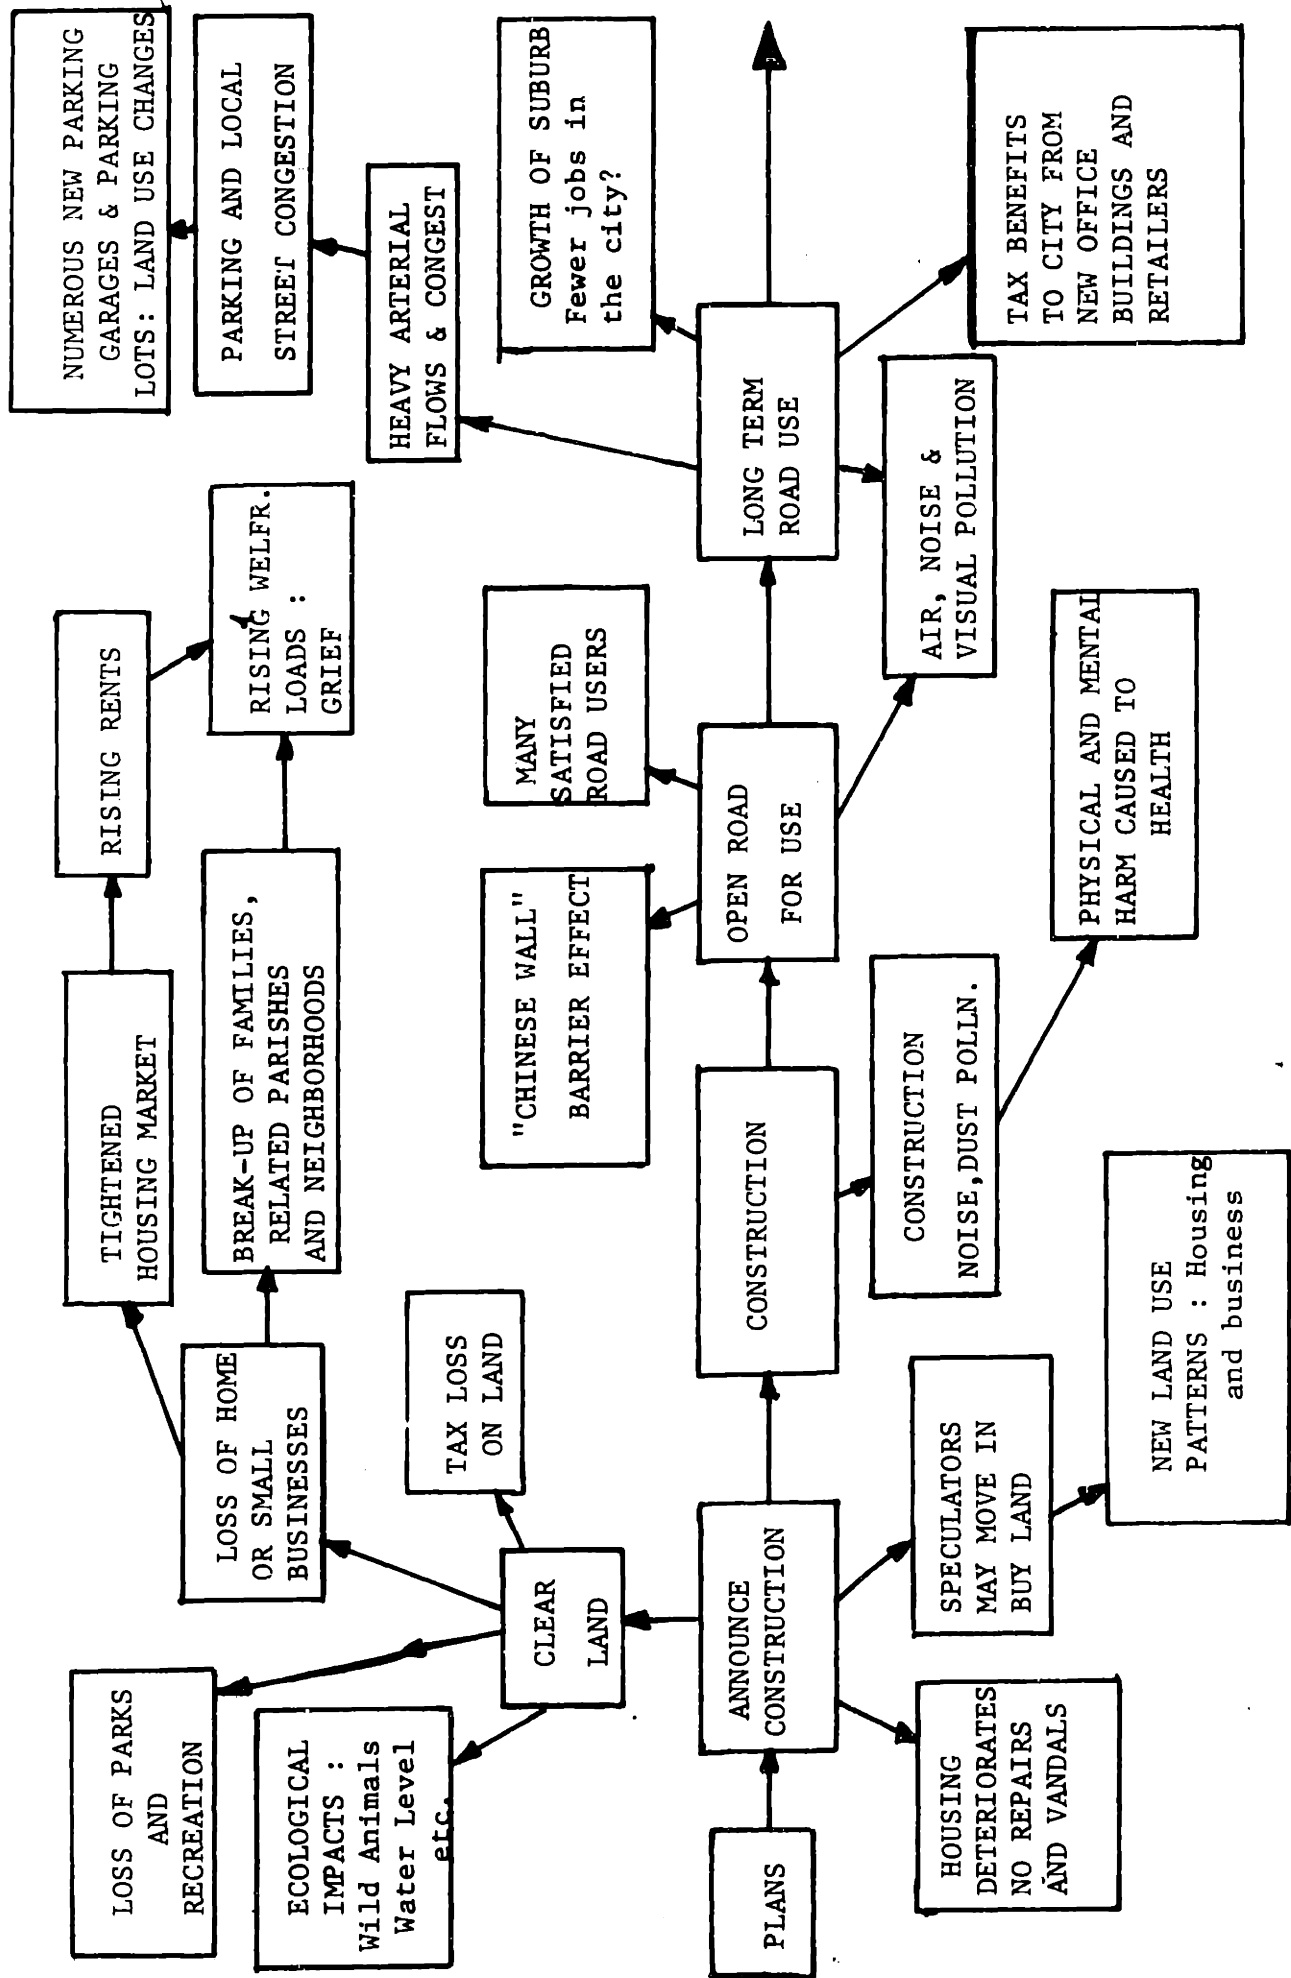 LOSS OF PARKS
AND
RECREATION
ECOLOGICAL
IMPACTS :
Wild Animals
Water Level
etc.
LOSS OF HOME
OR SMALL
BUSINESSES
TAX LOSS
ON LAND
CLEAR
LAND
TIGHTENED
HOUSING MARKET
RISING RENTS
BREAK-UP OF FAMILIES,
RELATED PARISHES
AND NEIGHBORHOODS
RISING WELFR.
LOADS :
GRIEF
NUMEROUS NEW PARKING
GARAGES & PARKING
LOTS: LAND USE CHANGES
PARKING AND LOCAL
STREET CONGESTION
HEAVY ARTERIAL
FLOWS & CONGEST
"CHINESE WALL"
BARRIER EFFECT
MANY
SATISFIED
ROAD USERS
GROWTH OF SUBURB
Fewer jobs in
the city?
PLANS
ANNOUNCE
CONSTRUCTION
CONSTRUCTION
OPEN ROAD
FOR USE
LONG TERM
ROAD USE
HOUSING
DETERIORATES
NO REPAIRS
AND VANDALS
SPECULATORS
MAY MOVE IN
BUY LAND
NEW LAND USE
PATTERNS : Housing
and business
CONSTRUCTION
NOISE,DUST POLLN.
PHYSICAL AND MENTAL
HARM CAUSED TO
HEALTH
AIR, NOISE &
VISUAL POLLUTION
TAX BENEFITS
TO CITY FROM
NEW OFFICE
BUILDINGS AND
RETAILERS